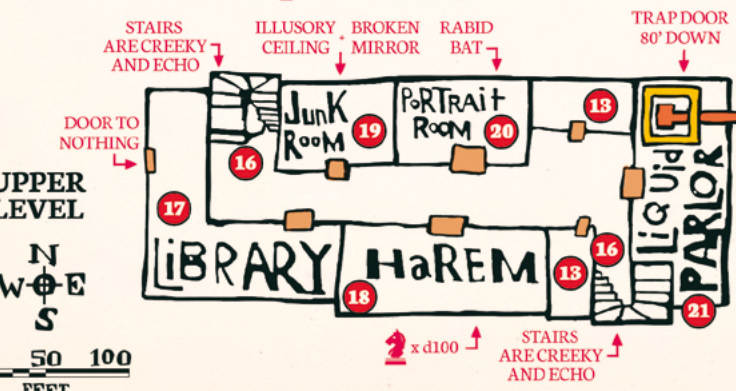 STAIRS
ARE CREEKY
AND ECHO
ILLUSORY
CEILING
BROKEN
MIRROR
RABID
BAT
TRAP DOOR
80' DOWN
DOOR TO
NOTHING
JUNK
ROOM
19
PORTRAIT
ROOM
20
13
16
17
UPPER
LEVEL
LIBRARY
HAREM
18
13
16
LIQUID
PARLOR
21
N
W E
S
50 100
FEET
x d100
STAIRS
ARE CREEKY
AND ECHO